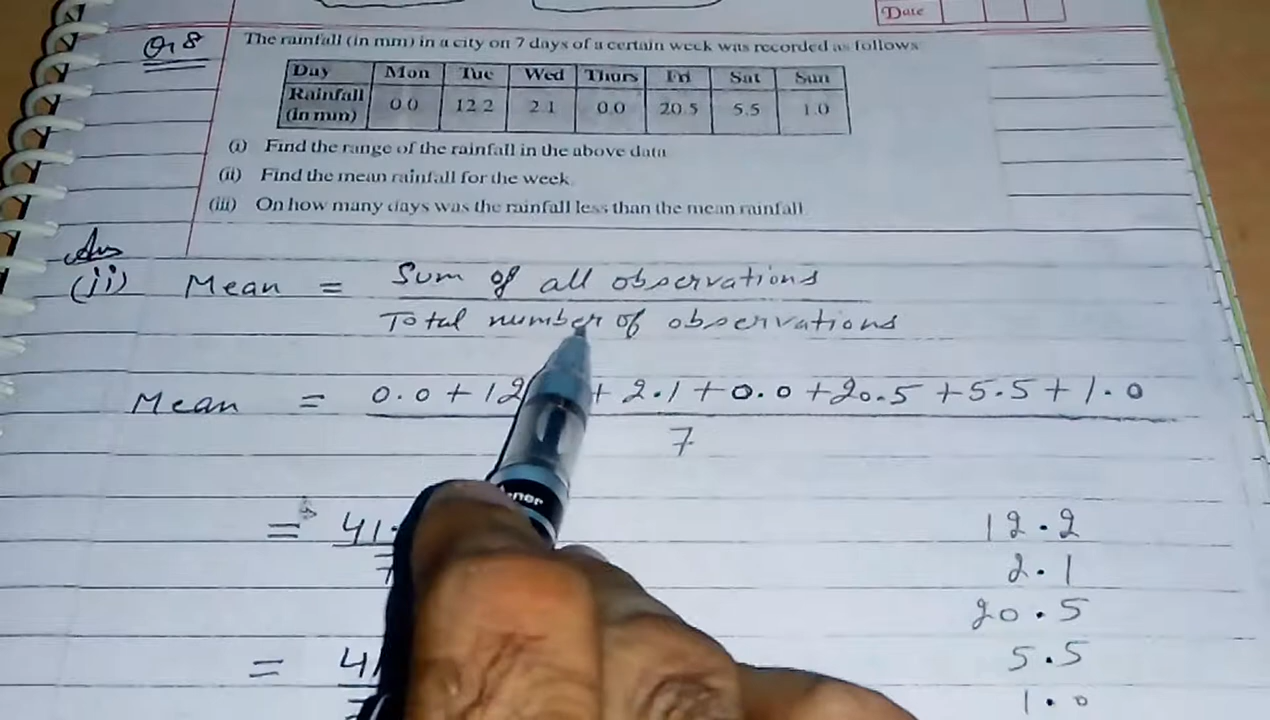 Date
Q.8 The rainfall (in mm) in a city on 7 days of a certain week was recorded as follows
Day Mon Tue Wed Thurs Fri Sat Sun
Rainfall (in mm) 0.0 12.2 2.1 0.0 20.5 5.5 1.0
(i) Find the range of the rainfall in the above data
(ii) Find the mean rainfall for the week.
(iii) On how many days was the rainfall less than the mean rainfall
Ans
(ii) Mean = Sum of all observations
Total number of observations
Mean = 0.0 + 12 + 2.1 + 0.0 + 20.5 + 5.5 + 1.0
7
= 41.
7
12.2
2.1
20.5
= 41
5.5
1.0